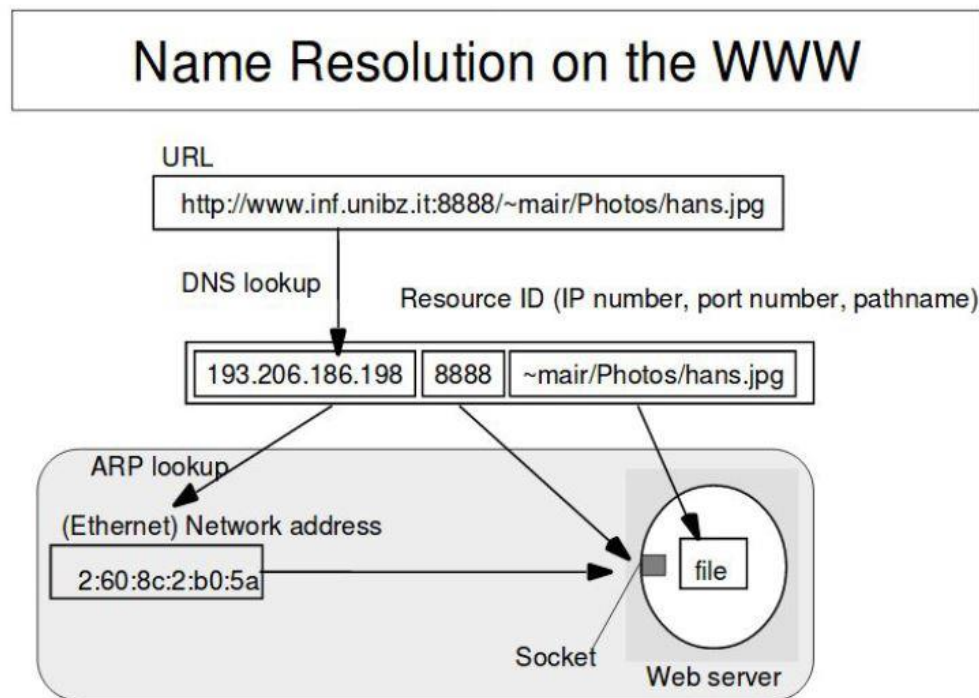 Name Resolution on the WWW
URL
http://www.inf.unibz.it:8888/~mair/Photos/hans.jpg
DNS lookup
Resource ID (IP number, port number, pathname)
193.206.186.198 8888 ~mair/Photos/hans.jpg
ARP lookup
(Ethernet) Network address
2:60:8c:2:b0:5a
file
Socket
Web server